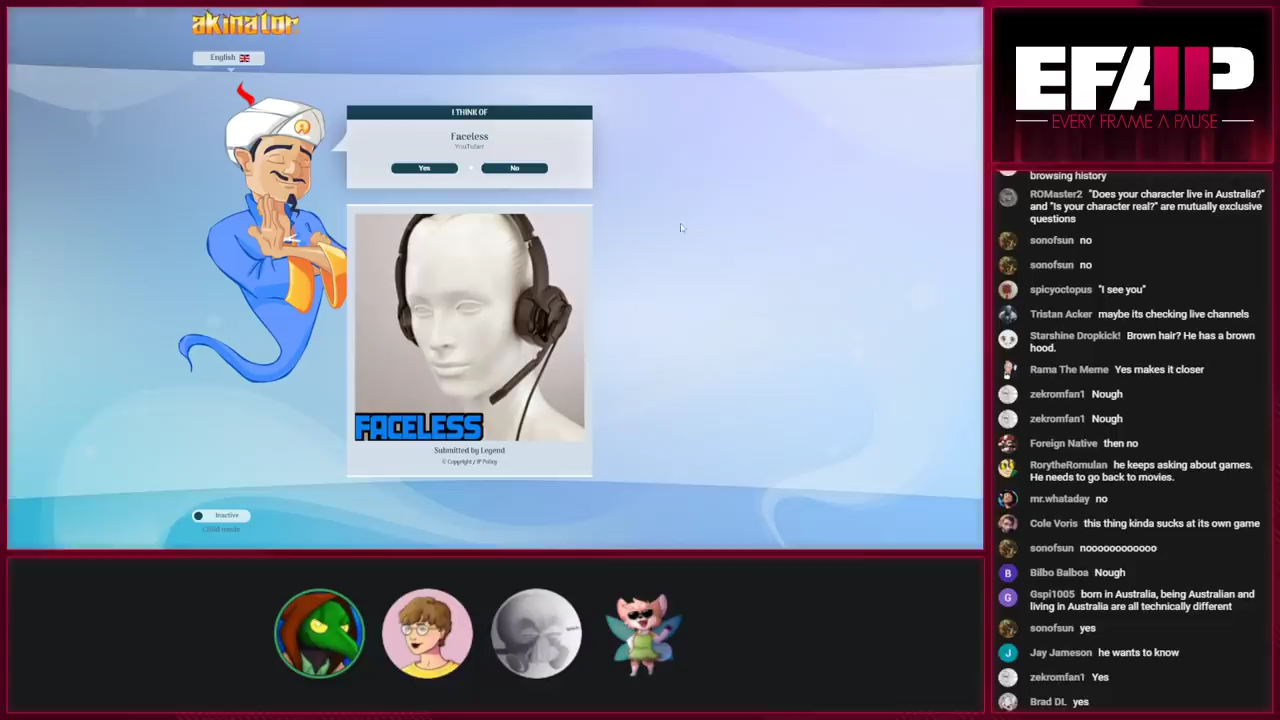 akinator
English
I THINK OF
Faceless
YouTuber
Yes
No
FACELESS
Submitted by Legend
© Copyright / IP Policy
Inactive
Child mode
EFAP
EVERY FRAME A PAUSE
browsing history
ROMaster2 "Does your character live in Australia?"
and "Is your character real?" are mutually exclusive
questions
sonofsun no
sonofsun no
spicyoctopus "I see you"
Tristan Acker maybe its checking live channels
Starshine Dropkick! Brown hair? He has a brown
hood.
Rama The Meme Yes makes it closer
zekromfan1 Nough
zekromfan1 Nough
Foreign Native then no
RorytheRomulan he keeps asking about games.
He needs to go back to movies.
mr.whataday no
Cole Voris this thing kinda sucks at its own game
sonofsun noooooooooooo
B Bilbo Balboa Nough
G Gspi1005 born in Australia, being Australian and
living in Australia are all technically different
sonofsun yes
J Jay Jameson he wants to know
zekromfan1 Yes
Brad DL yes